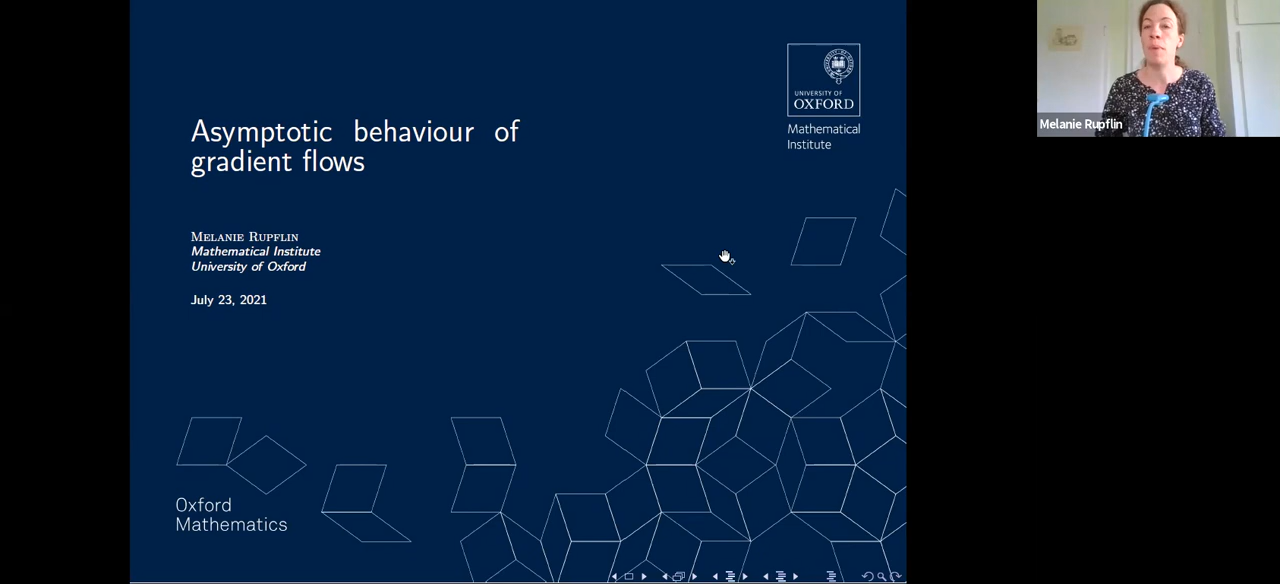 Asymptotic behaviour of
gradient flows
MELANIE RUPFLIN
Mathematical Institute
University of Oxford
July 23, 2021
UNIVERSITY OF
OXFORD
Mathematical
Institute
Oxford
Mathematics
Melanie Rupflin